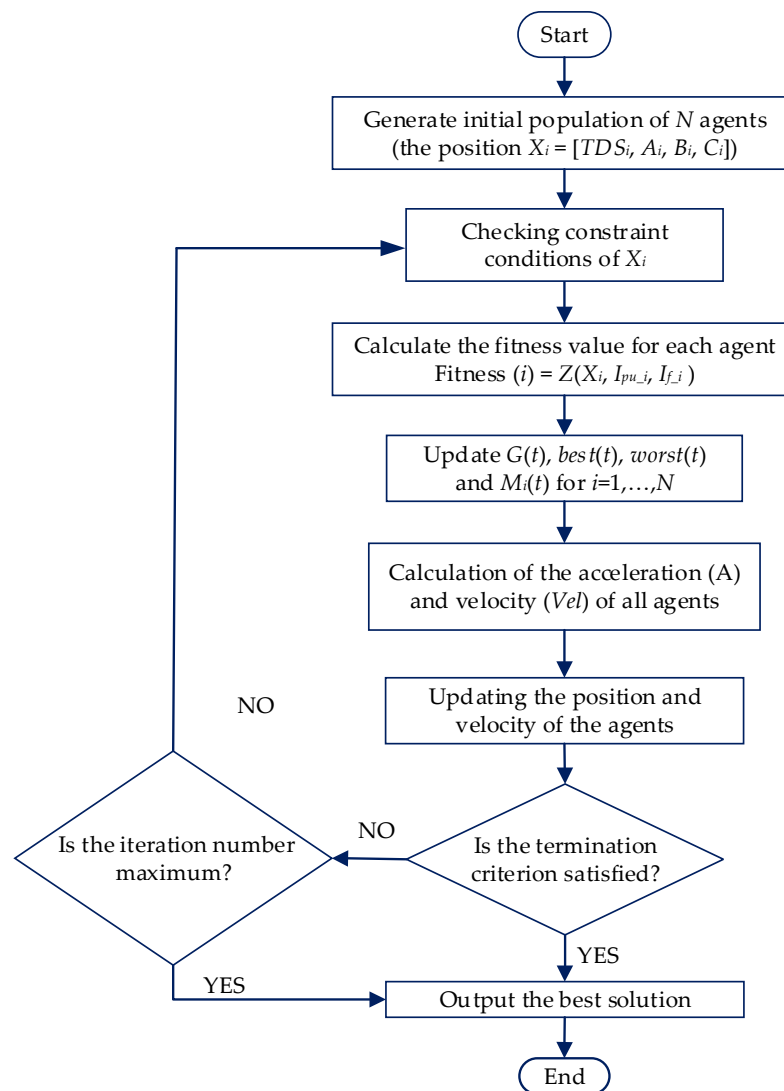 Start
Generate initial population of N agents
(the position Xi = [TDSi, Ai, Bi, Ci])
Checking constraint
conditions of Xi
Calculate the fitness value for each agent
Fitness (i) = Z(Xi, Ipu_i, If_i )
Update G(t), best(t), worst(t)
and Mi(t) for i=1,…,N
Calculation of the acceleration (A)
and velocity (Vel) of all agents
Updating the position and
velocity of the agents
NO
Is the termination
criterion satisfied?
NO
Is the iteration number
maximum?
YES
YES
Output the best solution
End